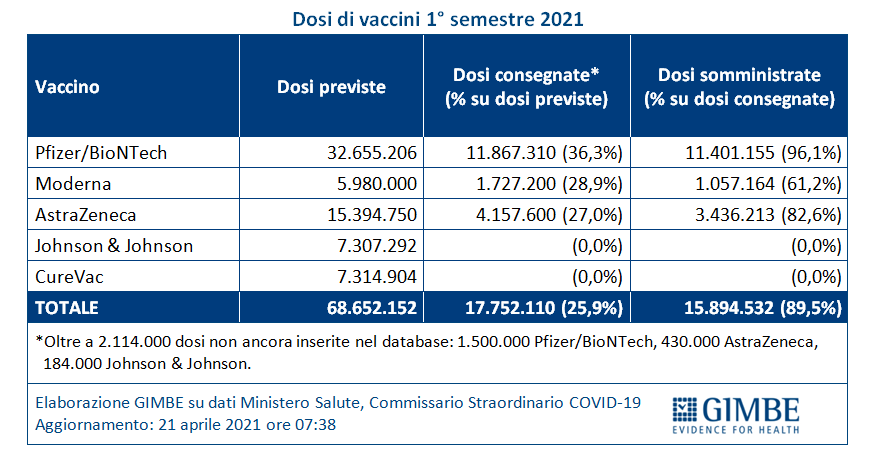 Dosi di vaccini 1° semestre 2021
Vaccino Dosi previste Dosi consegnate* (% su dosi previste) Dosi somministrate (% su dosi consegnate)
Pfizer/BioNTech 32.655.206 11.867.310 (36,3%) 11.401.155 (96,1%)
Moderna 5.980.000 1.727.200 (28,9%) 1.057.164 (61,2%)
AstraZeneca 15.394.750 4.157.600 (27,0%) 3.436.213 (82,6%)
Johnson & Johnson 7.307.292 (0,0%) (0,0%)
CureVac 7.314.904 (0,0%) (0,0%)
TOTALE 68.652.152 17.752.110 (25,9%) 15.894.532 (89,5%)
*Oltre a 2.114.000 dosi non ancora inserite nel database: 1.500.000 Pfizer/BioNTech, 430.000 AstraZeneca,
184.000 Johnson & Johnson.
Elaborazione GIMBE su dati Ministero Salute, Commissario Straordinario COVID-19
Aggiornamento: 21 aprile 2021 ore 07:38
GIMBE
EVIDENCE FOR HEALTH